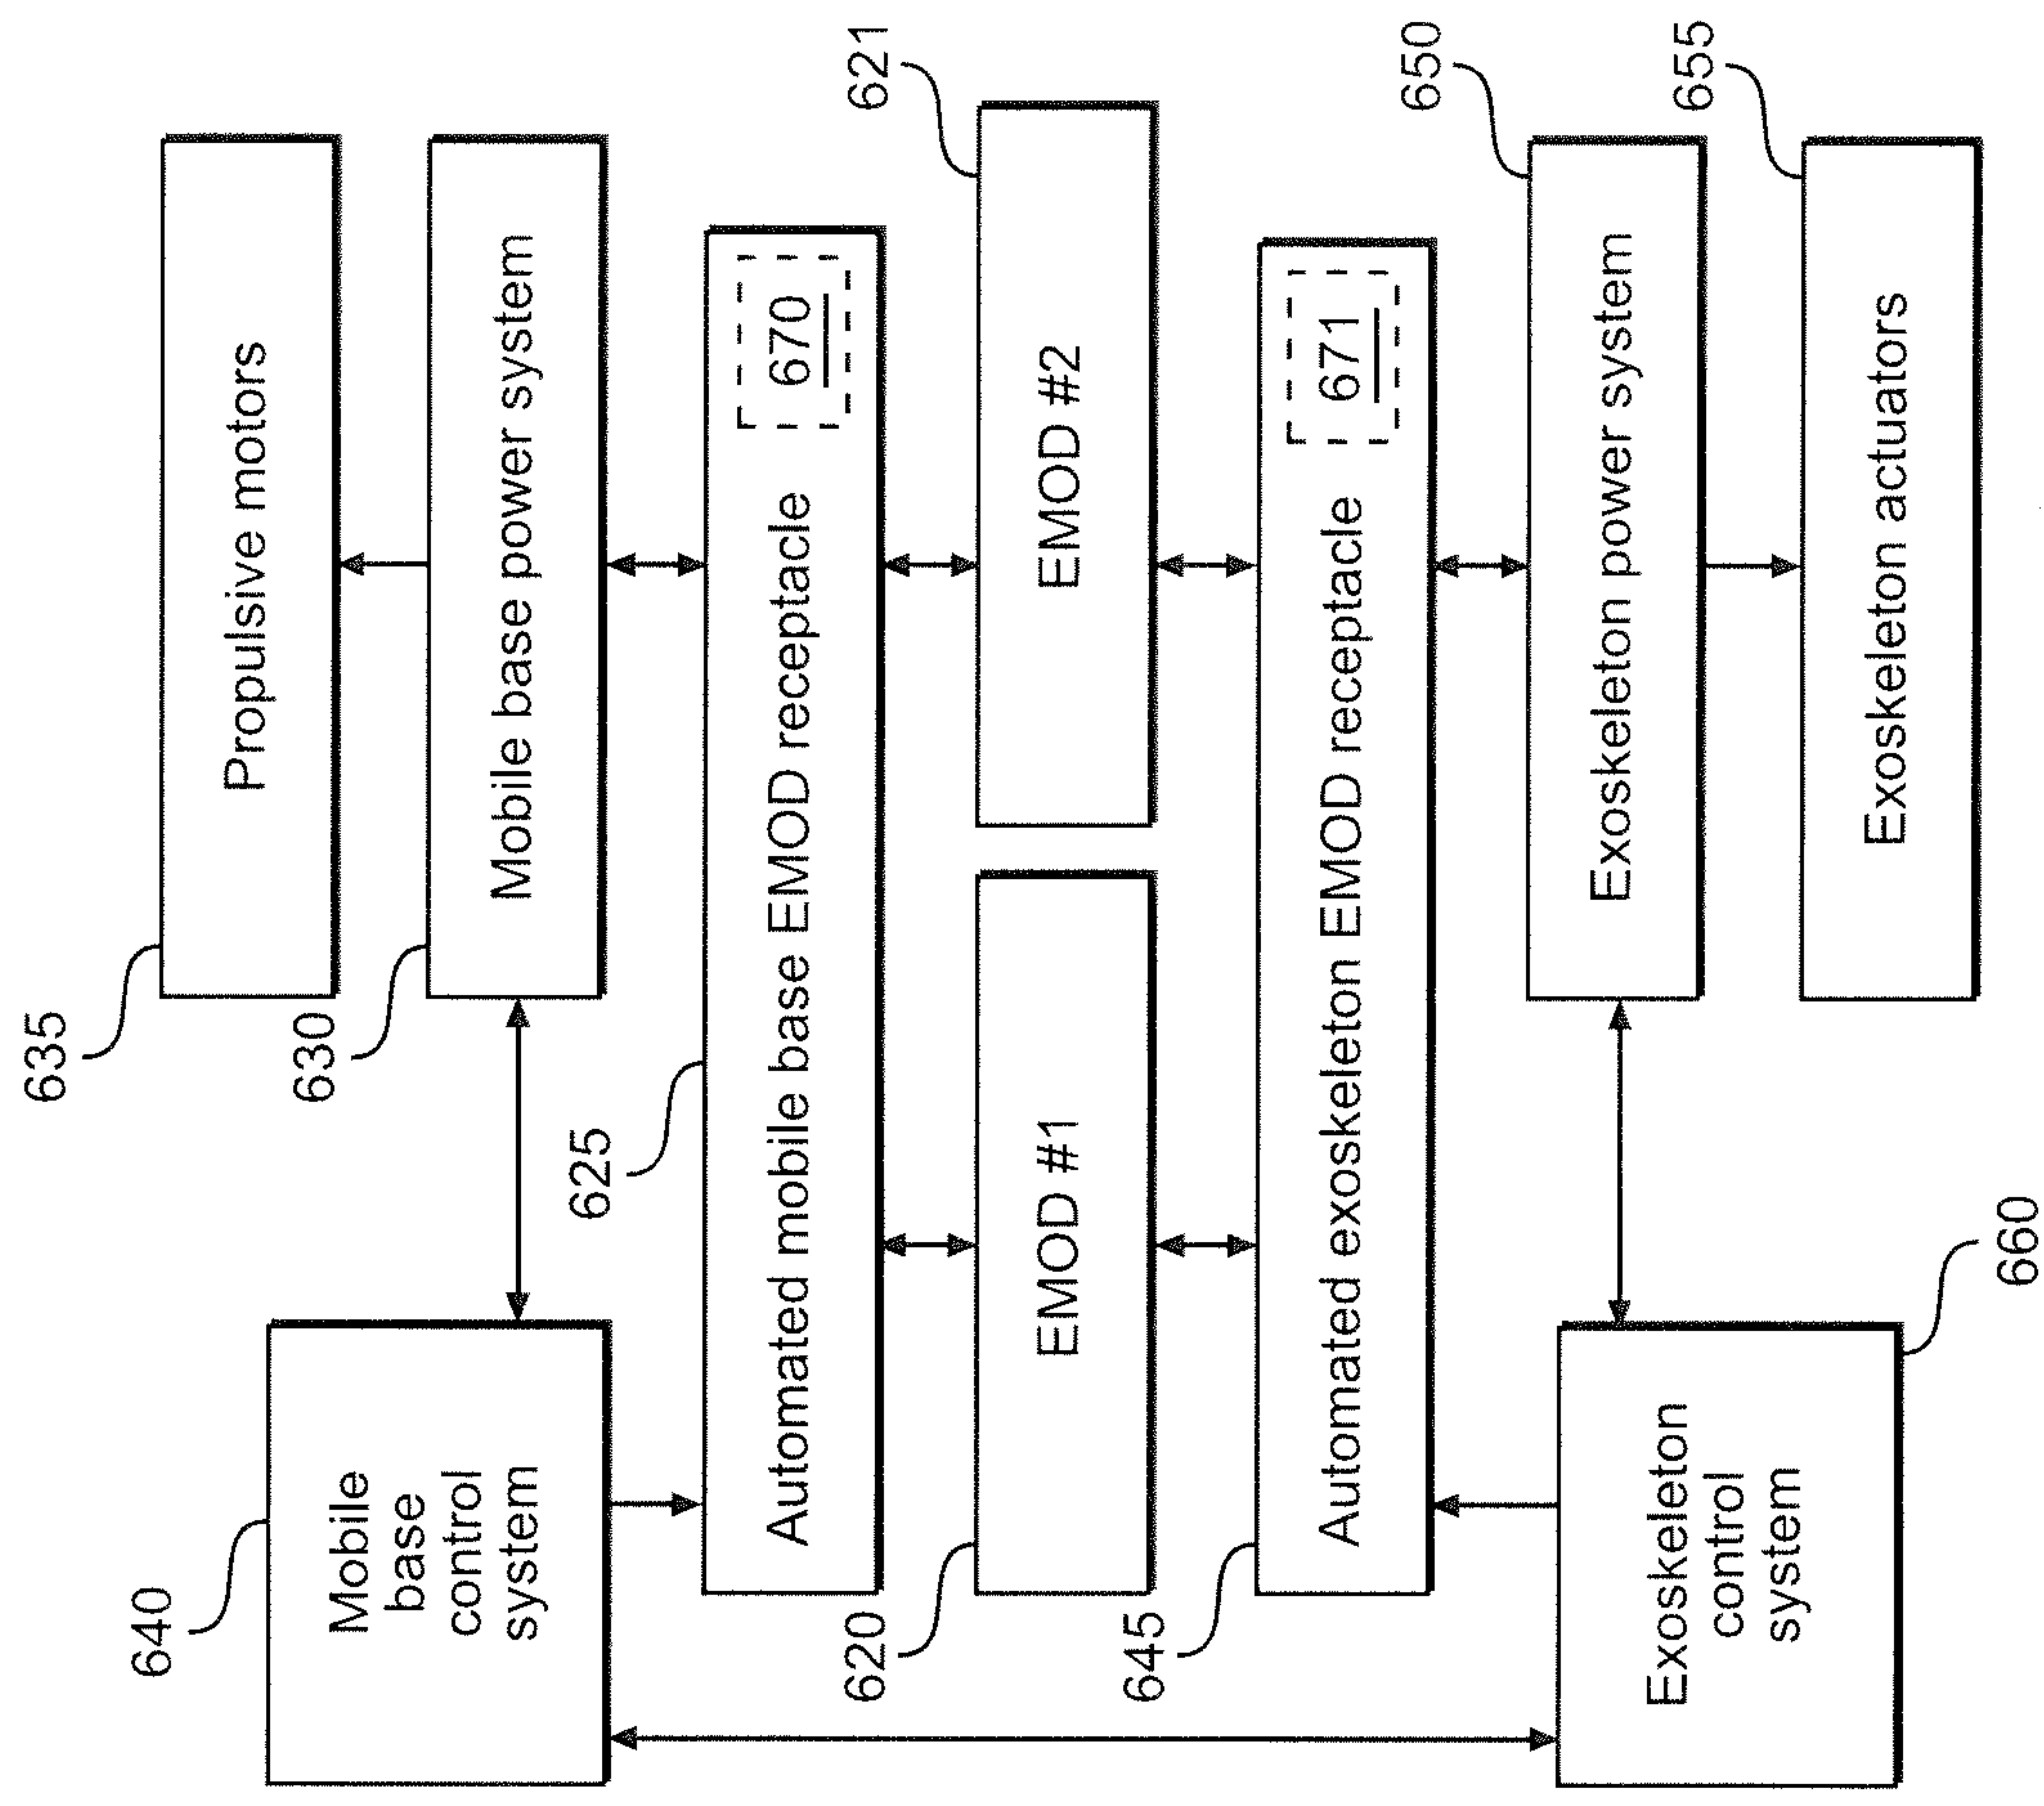 635
640
Propulsive motors
630
Mobile
base
control
system
Mobile base power system
625
Automated mobile base EMOD receptacle
670
620
621
EMOD #1
EMOD #2
645
Automated exoskeleton EMOD receptacle
671
650
Exoskeleton power system
Exoskeleton
control
system
655
Exoskeleton actuators
660